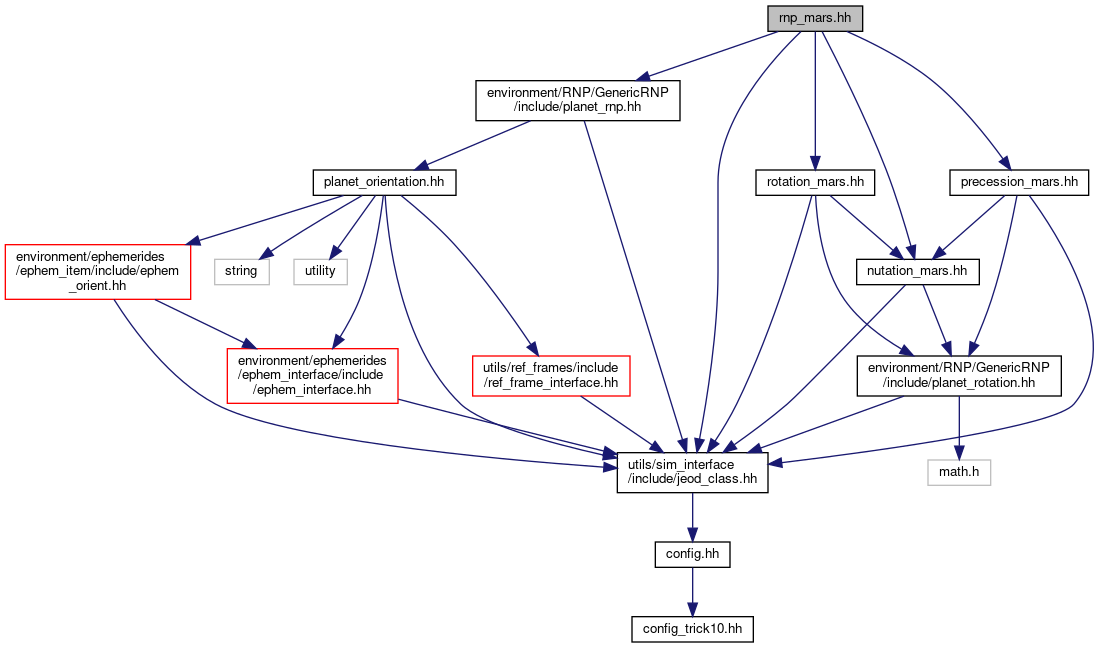 rnp_mars.hh
environment/RNP/GenericRNP
/include/planet_rnp.hh
planet_orientation.hh
rotation_mars.hh
precession_mars.hh
environment/ephemerides
/ephem_item/include/ephem
_orient.hh
string
utility
nutation_mars.hh
environment/ephemerides
/ephem_interface/include
/ephem_interface.hh
utils/ref_frames/include
/ref_frame_interface.hh
environment/RNP/GenericRNP
/include/planet_rotation.hh
utils/sim_interface
/include/jeod_class.hh
math.h
config.hh
config_trick10.hh